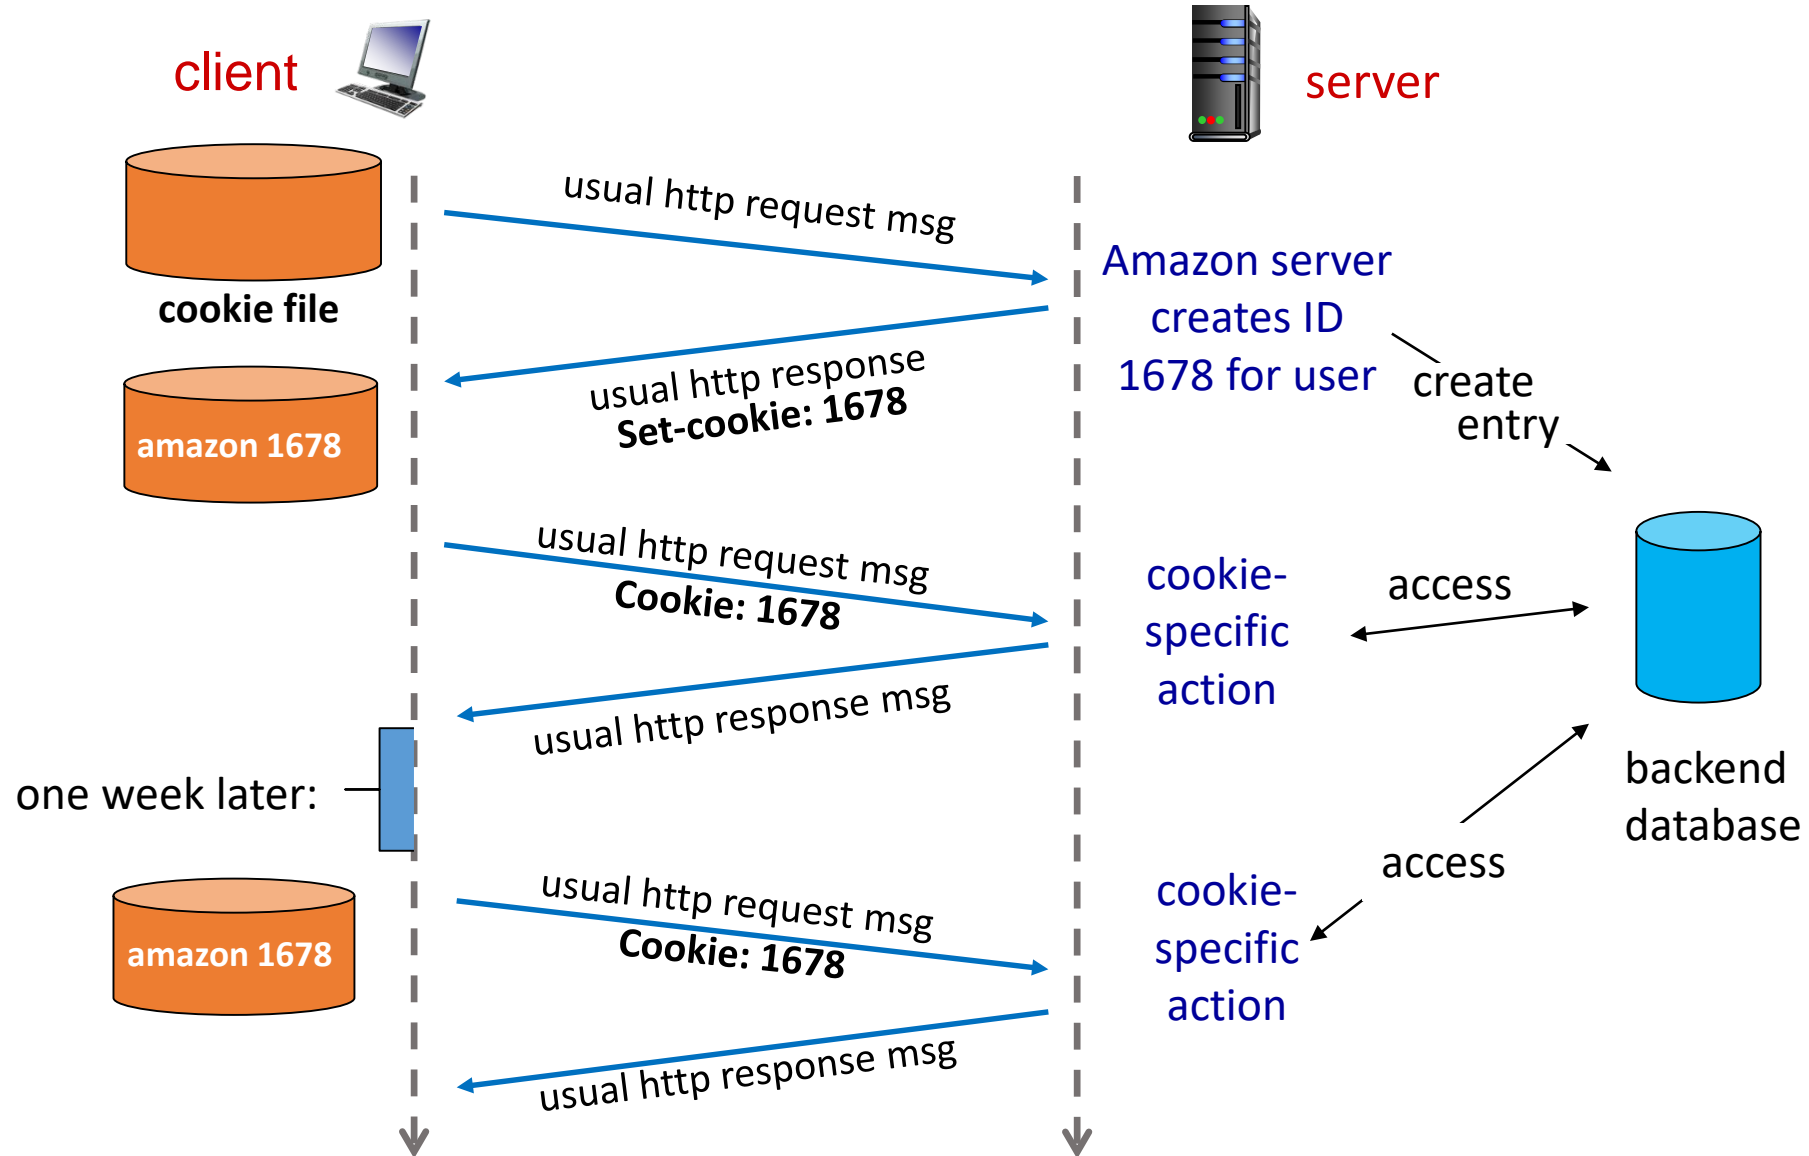 client
server
usual http request msg
cookie file
Amazon server
creates ID
1678 for user
create
entry
usual http response
Set-cookie: 1678
amazon 1678
usual http request msg
Cookie: 1678
cookie-
specific
action
access
usual http response msg
backend
database
one week later:
access
amazon 1678
usual http request msg
Cookie: 1678
cookie-
specific
action
usual http response msg